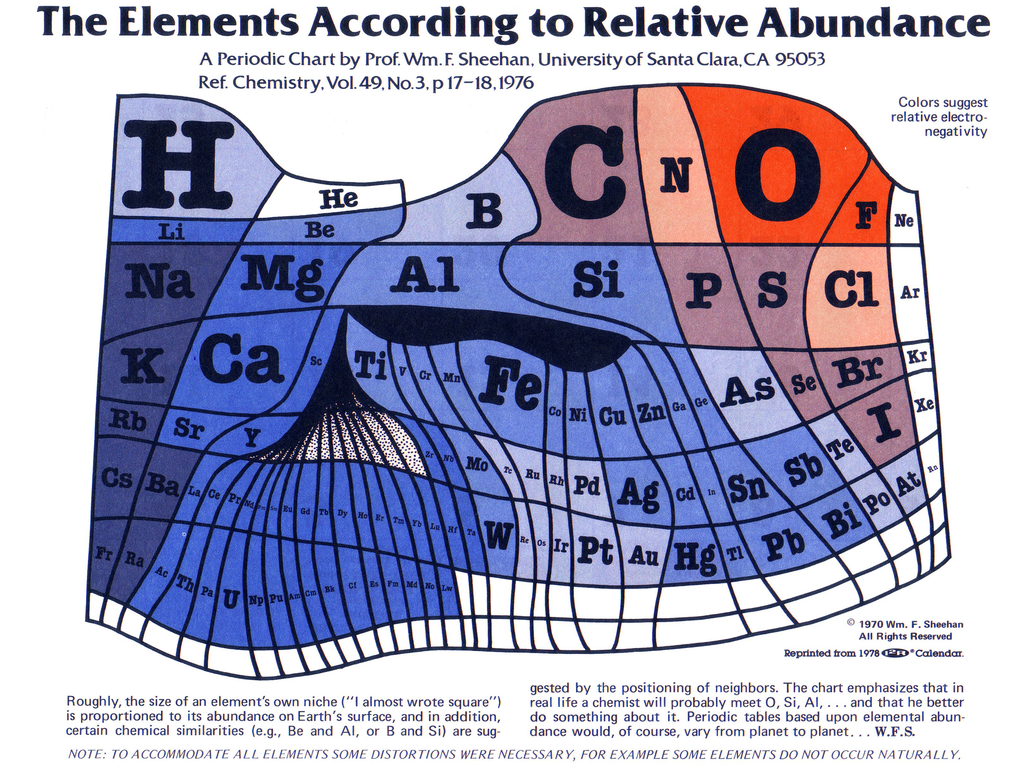 The Elements According to Relative Abundance
A Periodic Chart by Prof. Wm. F. Sheehan, University of Santa Clara, CA 95053
Ref. Chemistry, Vol. 49, No. 3, p 17–18, 1976
Colors suggest
relative electro-
negativity
H He B C N O F Ne
Li Be
Na Mg Al Si P S Cl Ar
K Ca Sc Ti V Cr Mn Fe Co Ni Cu Zn Ga Ge As Se Br Kr
Rb Sr Y Zr Nb Mo Tc Ru Rh Pd Ag Cd In Sn Sb Te I Xe
Cs Ba La Ce Pr Nd Pm Sm Eu Gd Tb Dy Ho Er Tm Yb Lu Hf Ta W Re Os Ir Pt Au Hg Tl Pb Bi Po At Rn
Fr Ra Ac Th Pa U Np Pu Am Cm Bk Cf Es Fm Md No Lw
© 1970 Wm. F. Sheehan
All Rights Reserved
Reprinted from 1978 ® Calendar.
Roughly, the size of an element's own niche ("I almost wrote square")
is proportioned to its abundance on Earth's surface, and in addition,
certain chemical similarities (e.g., Be and Al, or B and Si) are sug-
gested by the positioning of neighbors. The chart emphasizes that in
real life a chemist will probably meet O, Si, Al, . . . and that he better
do something about it. Periodic tables based upon elemental abun-
dance would, of course, vary from planet to planet. . . W.F.S.
NOTE: TO ACCOMMODATE ALL ELEMENTS SOME DISTORTIONS WERE NECESSARY, FOR EXAMPLE SOME ELEMENTS DO NOT OCCUR NATURALLY.